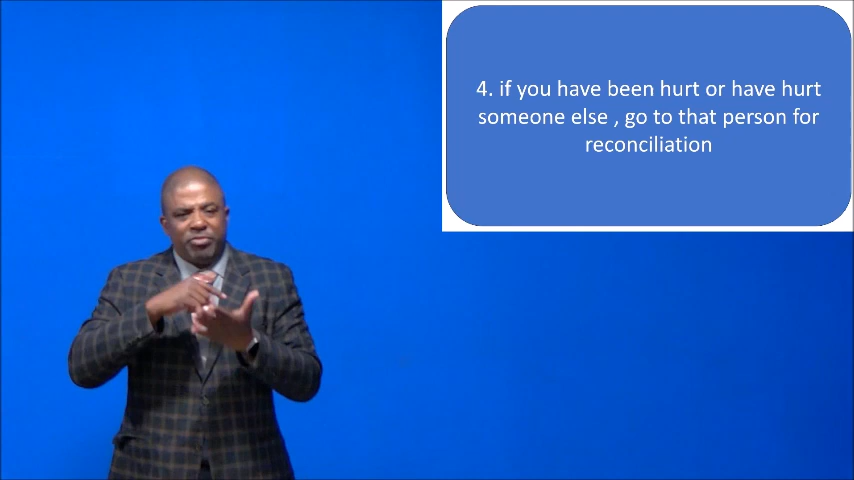 4. if you have been hurt or have hurt
someone else , go to that person for
reconciliation